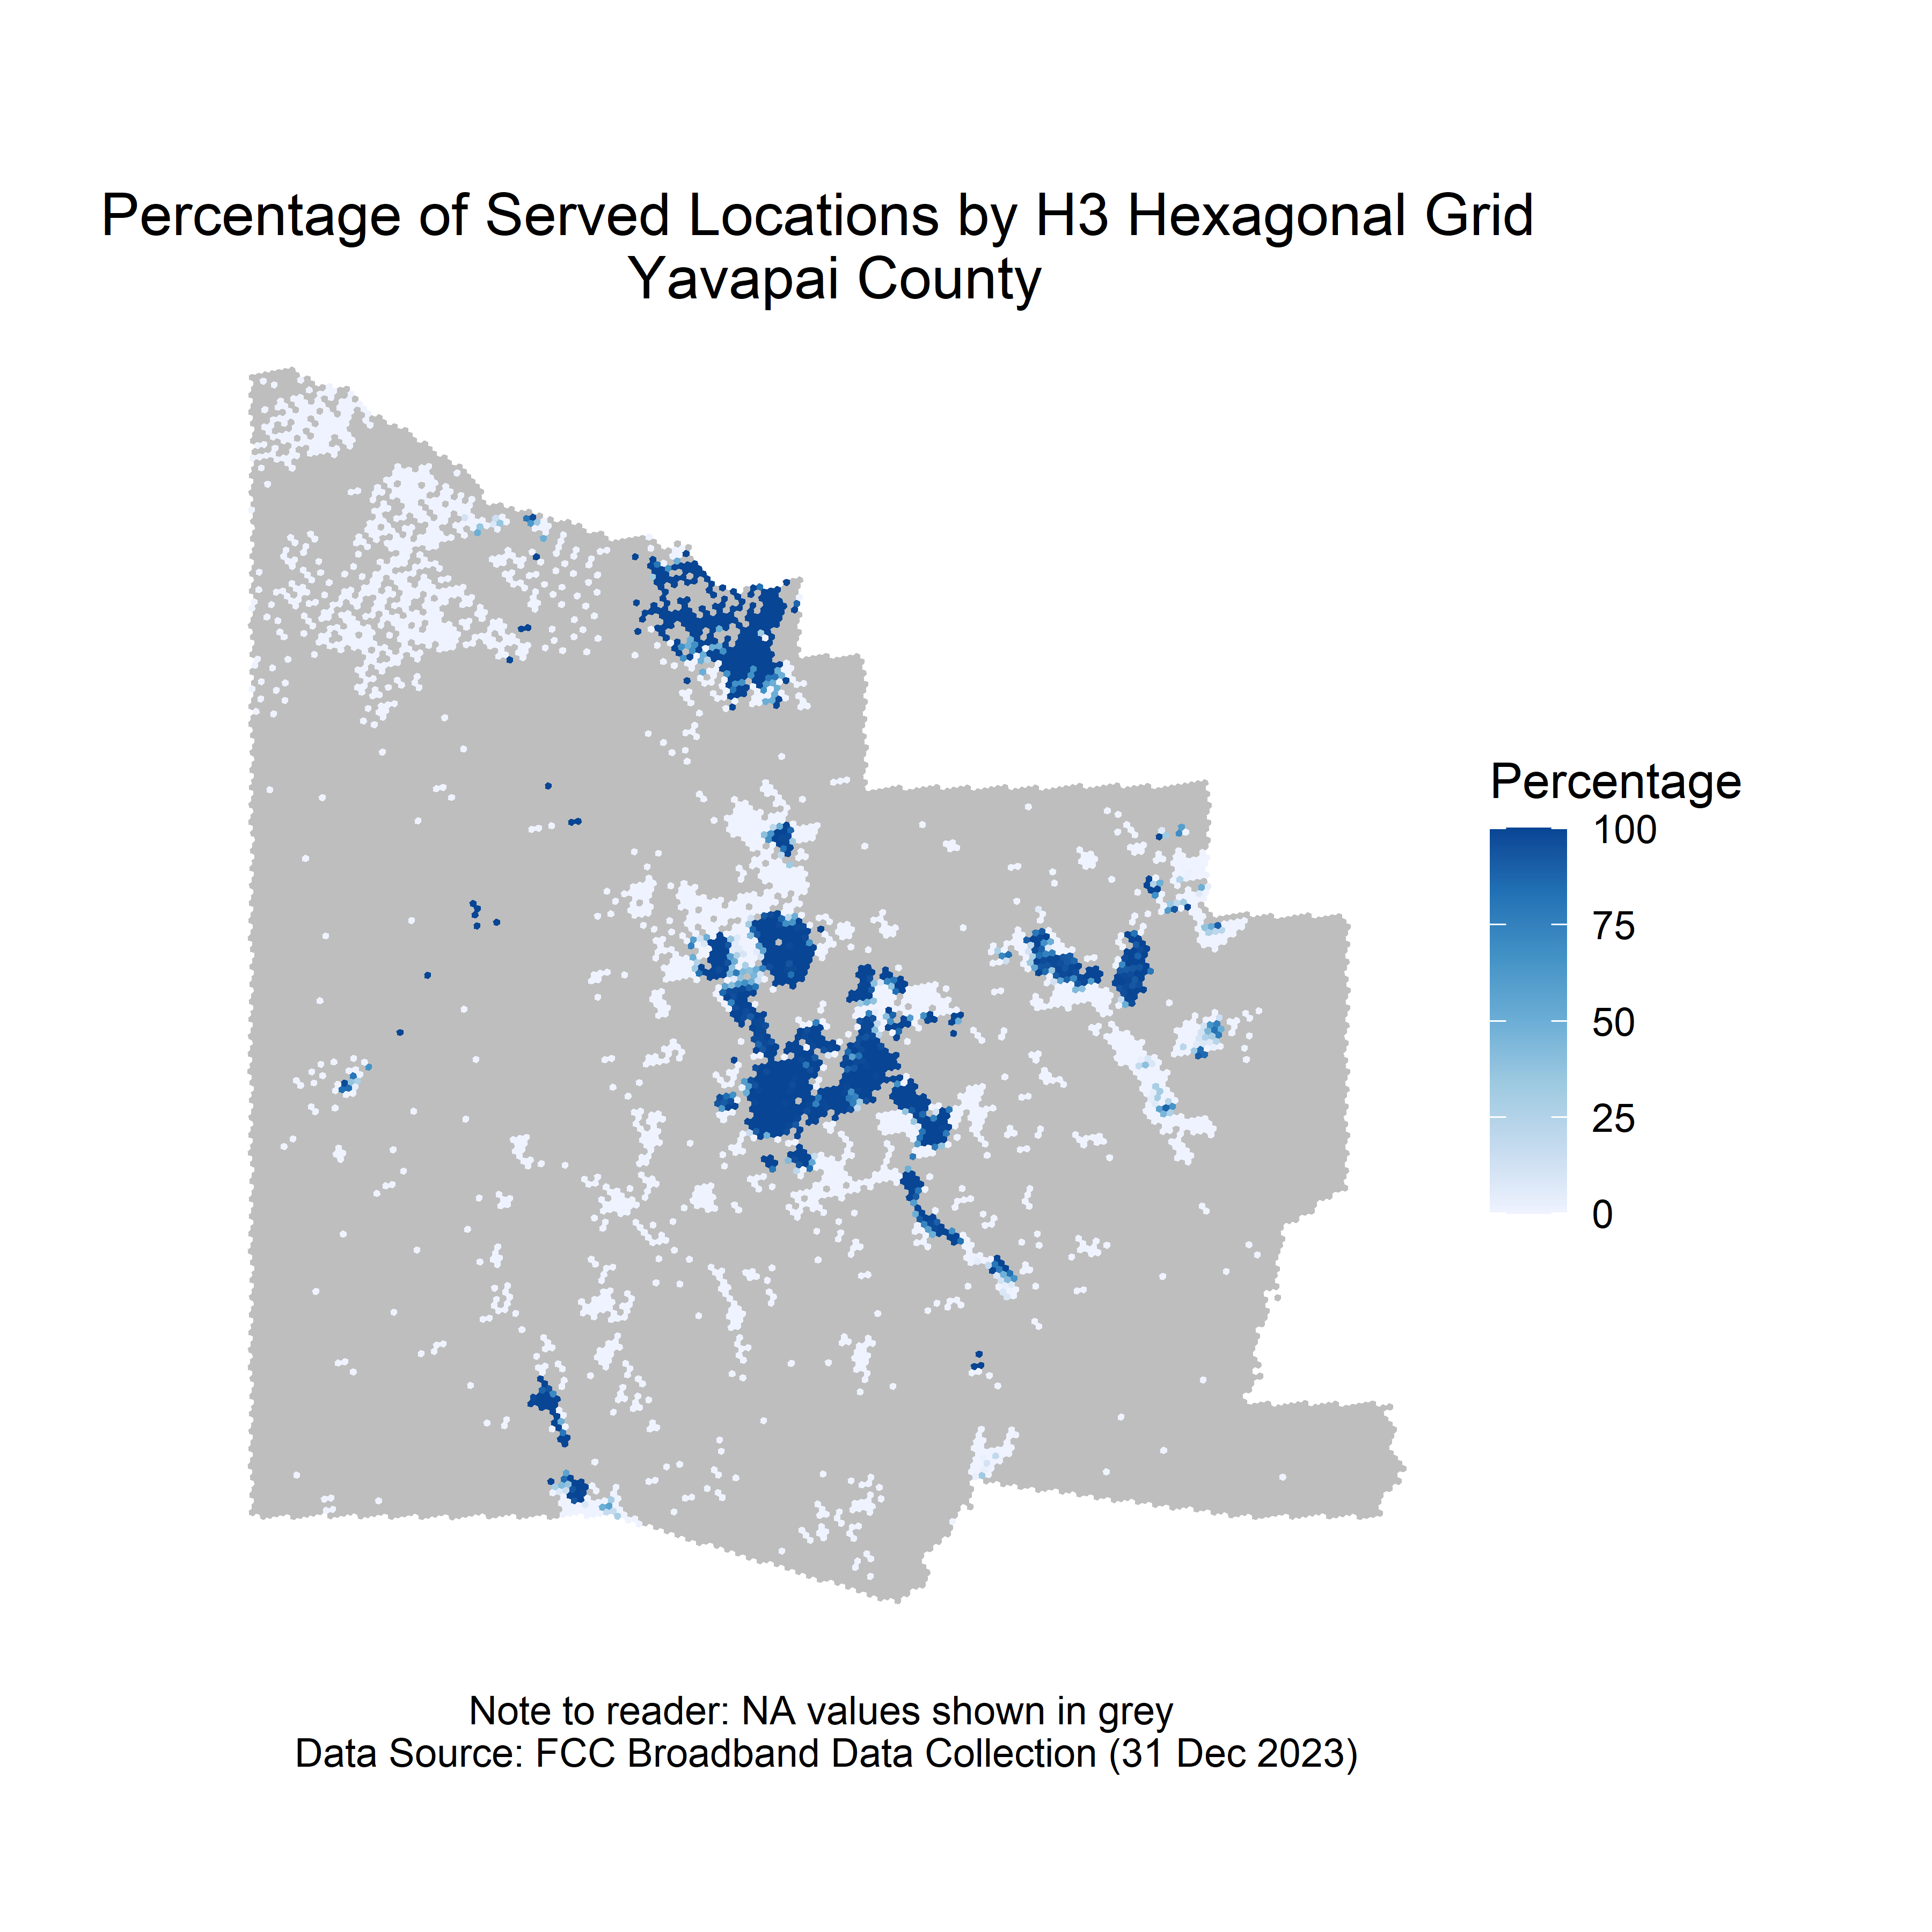 Percentage of Served Locations by H3 Hexagonal Grid
Yavapai County
Percentage
100
75
50
25
0
Note to reader: NA values shown in grey
Data Source: FCC Broadband Data Collection (31 Dec 2023)